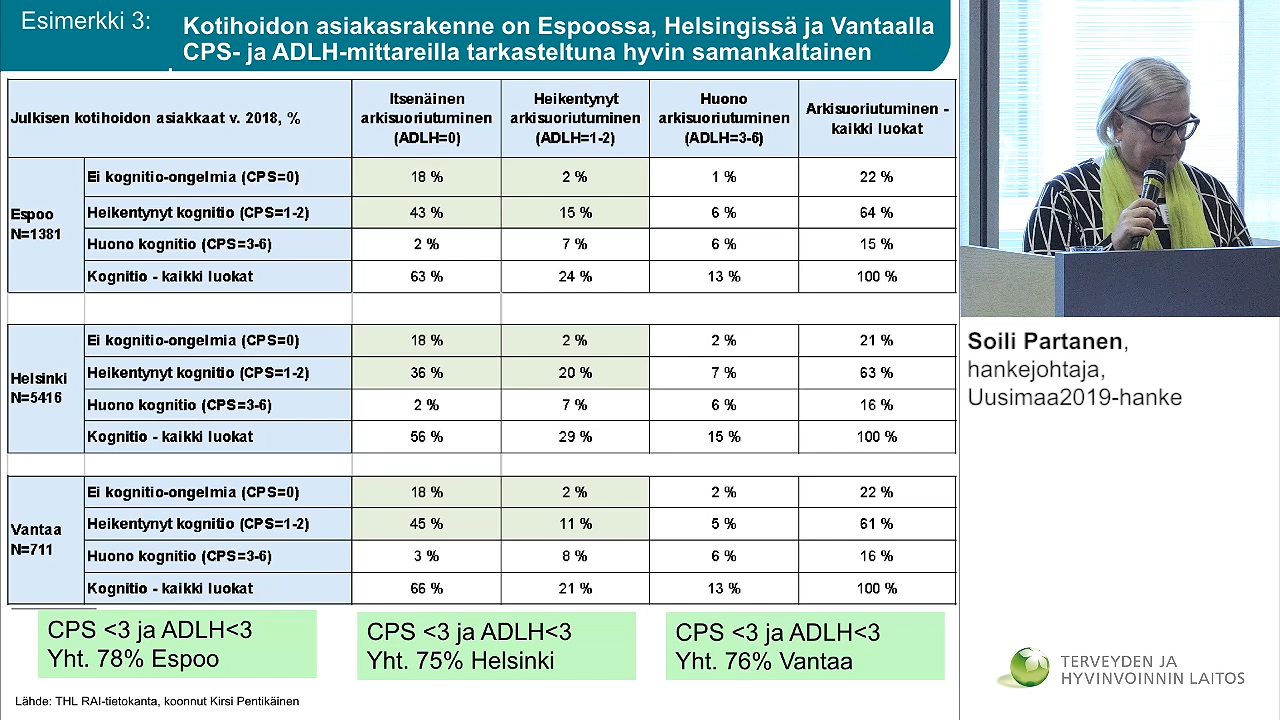 Esimerkki 3:
Kotihoidon asiakasrakenne on Espoossa, Helsingissä ja Vantaalla
CPS ja ADLH-mittarilla tarkasteltuna hyvin samankaltainen
Julkisen kotihoidon asiakkaat v. 2018, %
Itsenäinen arkisuoriutuminen (ADLH=0)
Heikentynyt arkisuoriutuminen (ADLH=1-2)
Huono arkisuoriutuminen (ADLH=3-6)
Arkisuoriutuminen - kaikki luokat
Espoo
N=1381
Ei kognitio-ongelmia (CPS=0) 18 % 2 % 1 % 22 %
Heikentynyt kognitio (CPS=1-2) 43 % 15 % 6 % 64 %
Huono kognitio (CPS=3-6) 2 % 7 % 6 % 15 %
Kognitio - kaikki luokat 63 % 24 % 13 % 100 %
Helsinki
N=5416
Ei kognitio-ongelmia (CPS=0) 18 % 2 % 2 % 21 %
Heikentynyt kognitio (CPS=1-2) 36 % 20 % 7 % 63 %
Huono kognitio (CPS=3-6) 2 % 7 % 6 % 16 %
Kognitio - kaikki luokat 56 % 29 % 15 % 100 %
Vantaa
N=711
Ei kognitio-ongelmia (CPS=0) 18 % 2 % 2 % 22 %
Heikentynyt kognitio (CPS=1-2) 45 % 11 % 5 % 61 %
Huono kognitio (CPS=3-6) 3 % 8 % 6 % 16 %
Kognitio - kaikki luokat 66 % 21 % 13 % 100 %
CPS <3 ja ADLH<3
Yht. 78% Espoo
CPS <3 ja ADLH<3
Yht. 75% Helsinki
CPS <3 ja ADLH<3
Yht. 76% Vantaa
Lähde: THL RAI-tietokanta, koonnut Kirsi Pentikäinen
Soili Partanen,
hankejohtaja,
Uusimaa2019-hanke
TERVEYDEN JA
HYVINVOINNIN LAITOS